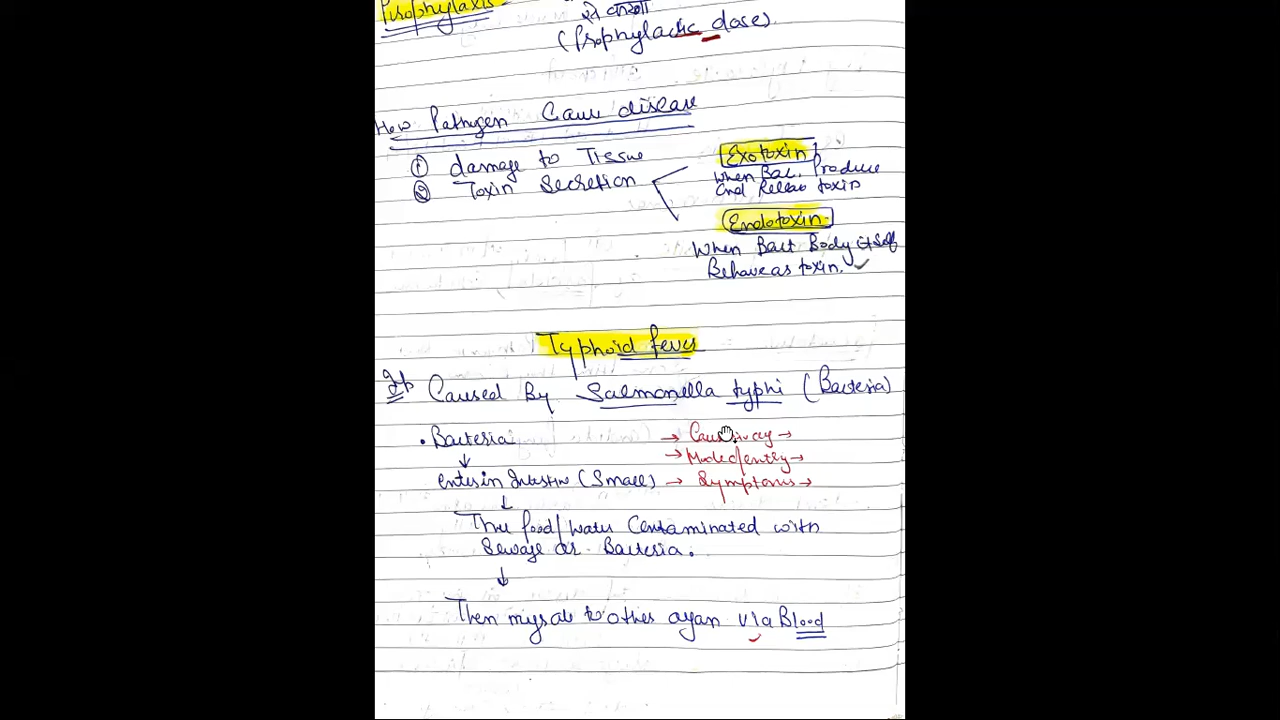 Prophylaxis
से बचाना
(Prophylactic dose)
How Pathogen Cause disease
① damage to Tissue
② Toxin Secretion
Exotoxin
When Bac. Produce
and Release toxin
Endotoxin
When Bact Body itself
Behave as toxin.
Typhoid fever
Imp Caused By Salmonella typhi (Bacteria)
• Bacteria
↓
enters in Intestine (Small)
→ Caus
→ Mode of entry →
→ Symptoms →
↓
Thru food/water Contaminated with
Sewage or Bacteria.
↓
Then migrate to other organ via Blood